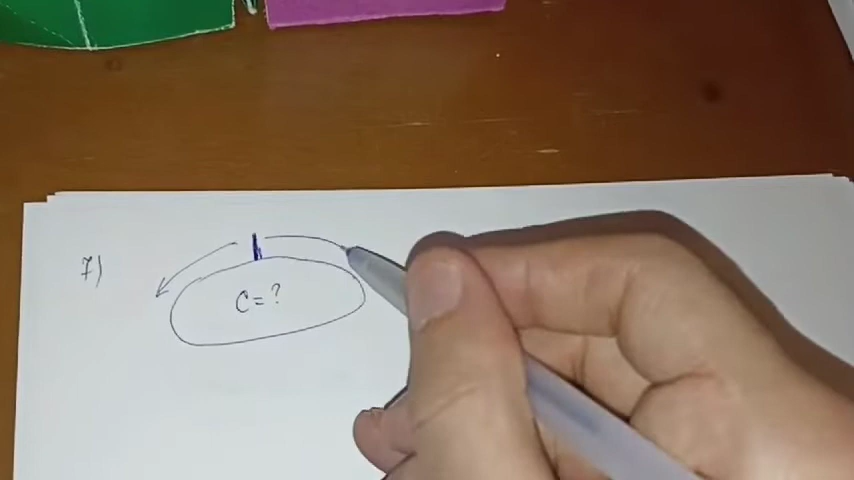 7)
C = ?